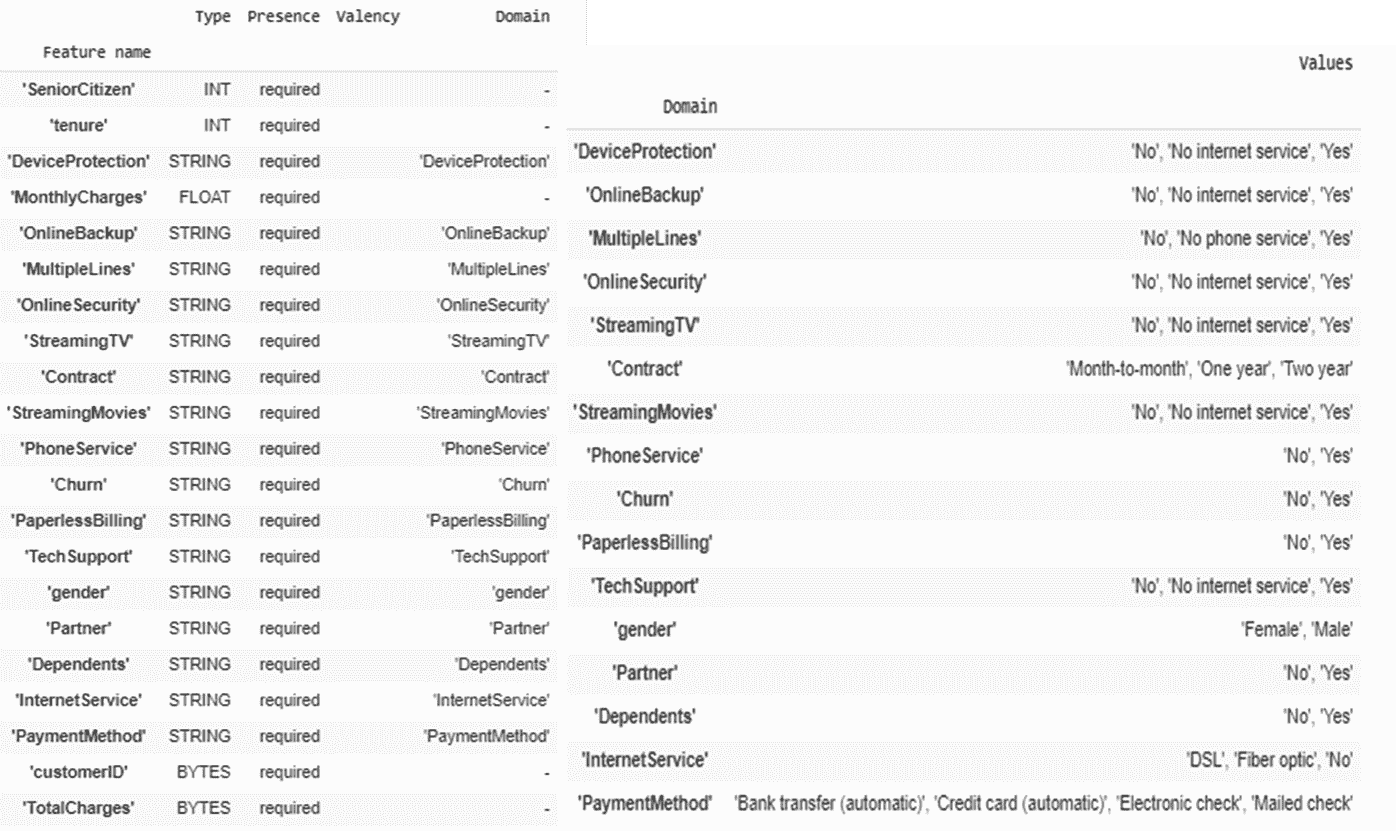 Type Presence Valency Domain
Feature name
'SeniorCitizen' INT required -
'tenure' INT required -
'DeviceProtection' STRING required 'DeviceProtection'
'MonthlyCharges' FLOAT required -
'OnlineBackup' STRING required 'OnlineBackup'
'MultipleLines' STRING required 'MultipleLines'
'OnlineSecurity' STRING required 'OnlineSecurity'
'StreamingTV' STRING required 'StreamingTV'
'Contract' STRING required 'Contract'
'StreamingMovies' STRING required 'StreamingMovies'
'PhoneService' STRING required 'PhoneService'
'Churn' STRING required 'Churn'
'PaperlessBilling' STRING required 'PaperlessBilling'
'TechSupport' STRING required 'TechSupport'
'gender' STRING required 'gender'
'Partner' STRING required 'Partner'
'Dependents' STRING required 'Dependents'
'InternetService' STRING required 'InternetService'
'PaymentMethod' STRING required 'PaymentMethod'
'customerID' BYTES required -
'TotalCharges' BYTES required -
Values
Domain
'DeviceProtection' 'No', 'No internet service', 'Yes'
'OnlineBackup' 'No', 'No internet service', 'Yes'
'MultipleLines' 'No', 'No phone service', 'Yes'
'OnlineSecurity' 'No', 'No internet service', 'Yes'
'StreamingTV' 'No', 'No internet service', 'Yes'
'Contract' 'Month-to-month', 'One year', 'Two year'
'StreamingMovies' 'No', 'No internet service', 'Yes'
'PhoneService' 'No', 'Yes'
'Churn' 'No', 'Yes'
'PaperlessBilling' 'No', 'Yes'
'TechSupport' 'No', 'No internet service', 'Yes'
'gender' 'Female', 'Male'
'Partner' 'No', 'Yes'
'Dependents' 'No', 'Yes'
'InternetService' 'DSL', 'Fiber optic', 'No'
'PaymentMethod' 'Bank transfer (automatic)', 'Credit card (automatic)', 'Electronic check', 'Mailed check'